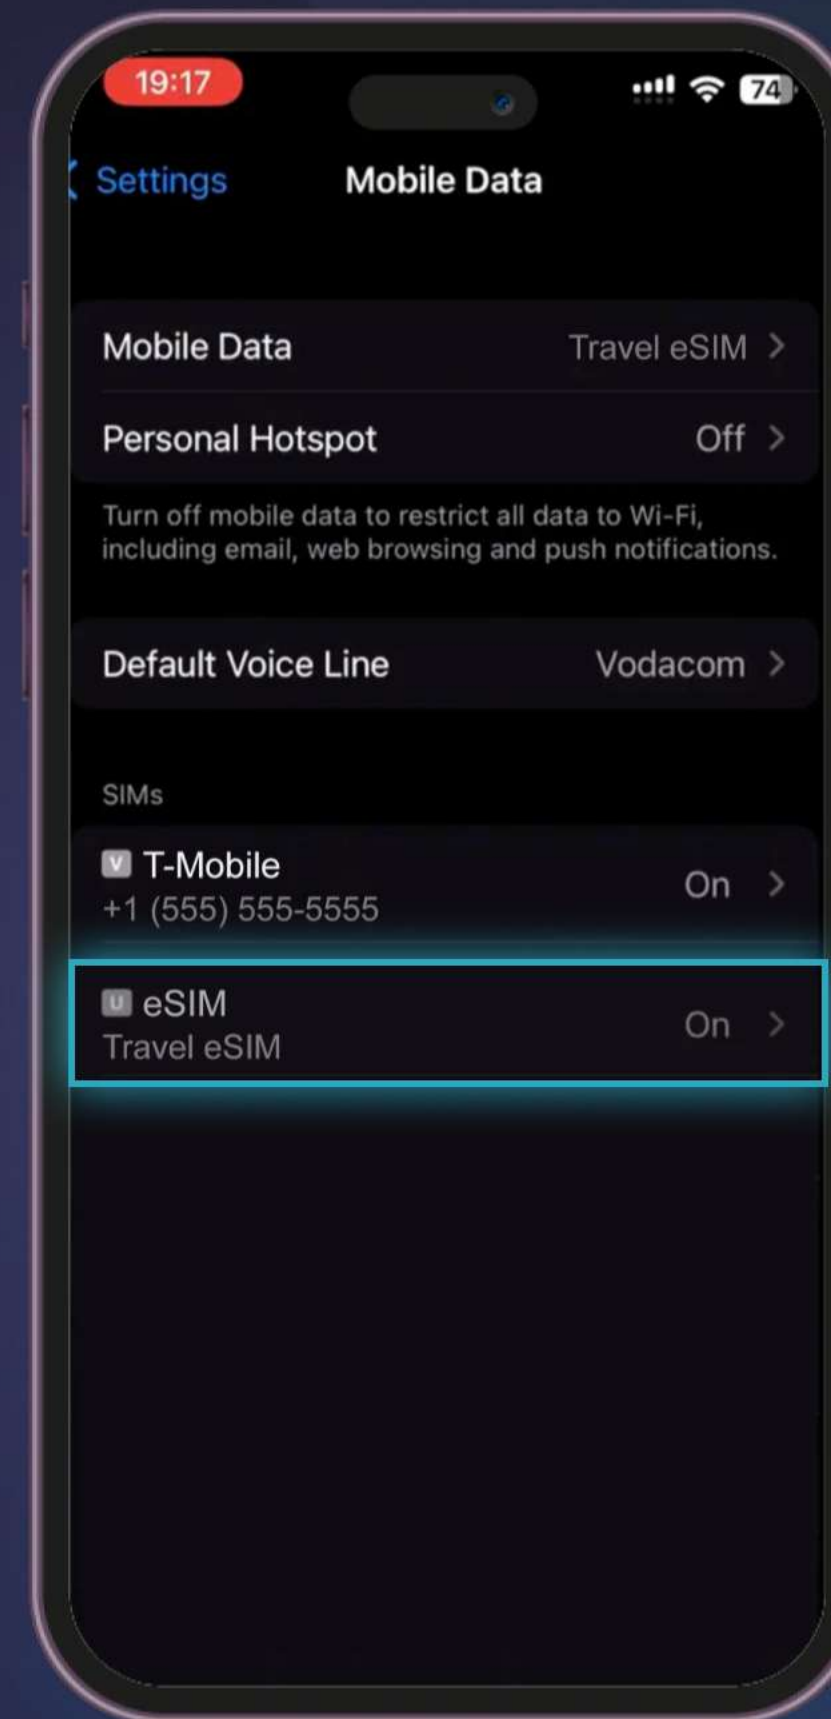 19:17
74
Settings
Mobile Data
Mobile Data
Travel eSIM
Personal Hotspot
Off
Turn off mobile data to restrict all data to Wi-Fi,
including email, web browsing and push notifications.
Default Voice Line
Vodacom
SIMs
V T-Mobile
On
+1 (555) 555-5555
U eSIM
On
Travel eSIM